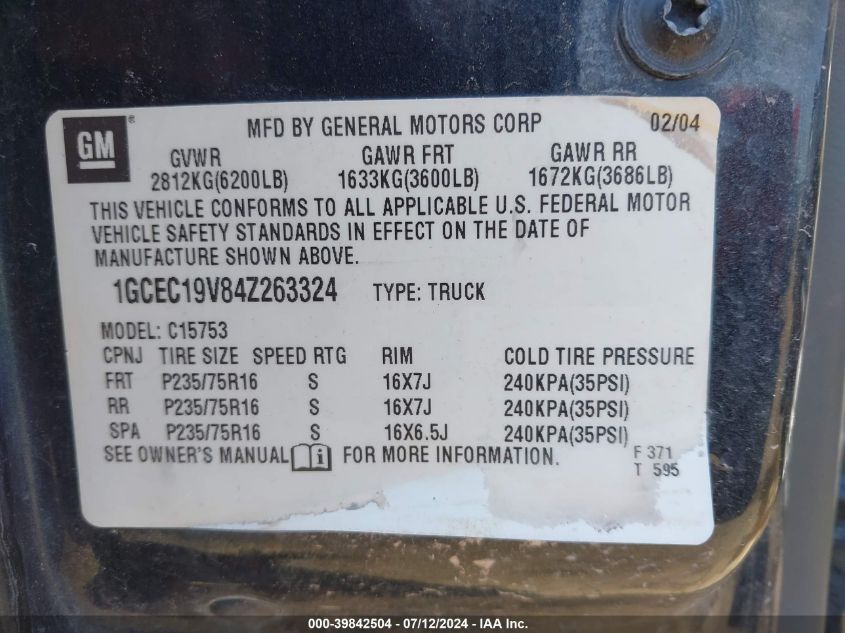 GM ® MFD BY GENERAL MOTORS CORP 02/04
GVWR GAWR FRT GAWR RR
2812KG(6200LB) 1633KG(3600LB) 1672KG(3686LB)
THIS VEHICLE CONFORMS TO ALL APPLICABLE U.S. FEDERAL MOTOR
VEHICLE SAFETY STANDARDS IN EFFECT ON THE DATE OF
MANUFACTURE SHOWN ABOVE.
1GCEC19V84Z263324 TYPE: TRUCK
MODEL: C15753
CPNJ TIRE SIZE SPEED RTG RIM COLD TIRE PRESSURE
FRT P235/75R16 S 16X7J 240KPA(35PSI)
RR P235/75R16 S 16X7J 240KPA(35PSI)
SPA P235/75R16 S 16X6.5J 240KPA(35PSI)
SEE OWNER'S MANUAL i FOR MORE INFORMATION. F 371
T 595
000-39842504 - 07/12/2024 - IAA Inc.